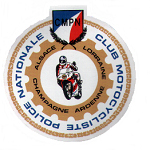 CMPN
CLUB MOTOCYCLISTE POLICE NATIONALE
ALSACE LORRAINE
CHAMPAGNE ARDENNE